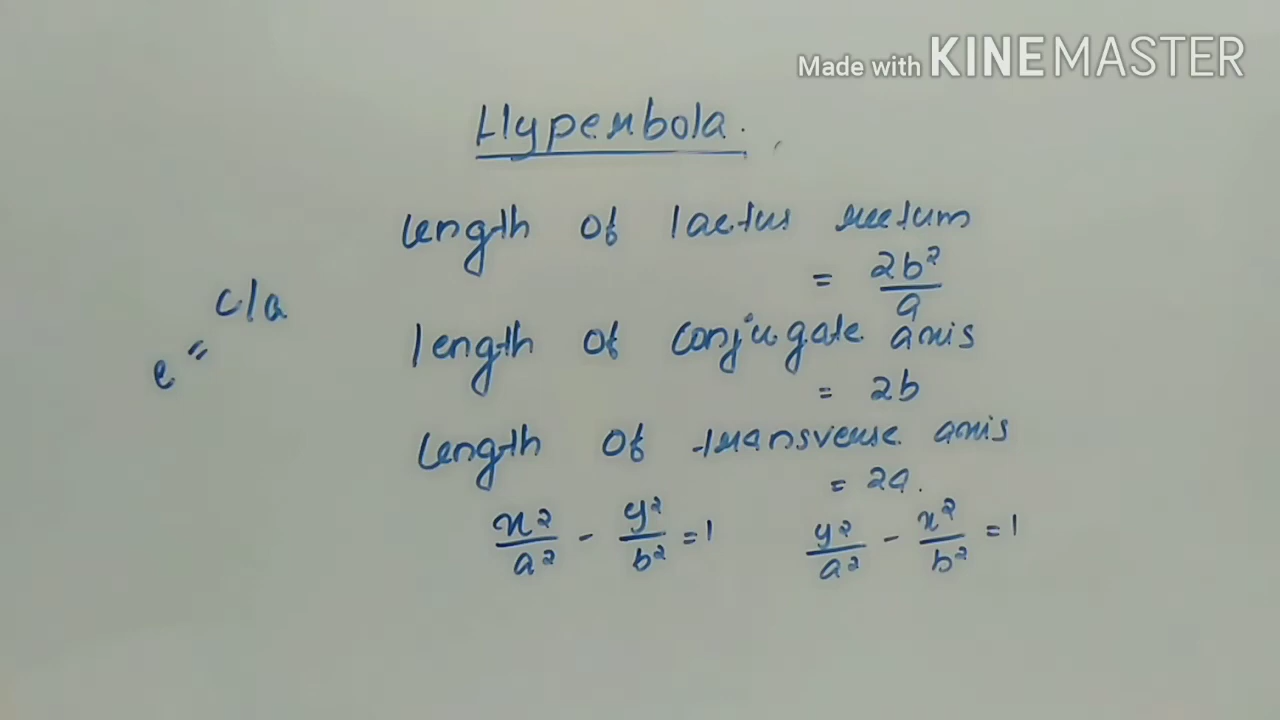 Made with KINEMASTER
Hyperbola.
length of lactus rectum
= 2b²/a
e = c/a
length of conjugate axis
= 2b
length of transverse axis
= 2a.
x²/a² - y²/b² = 1 y²/a² - x²/b² = 1